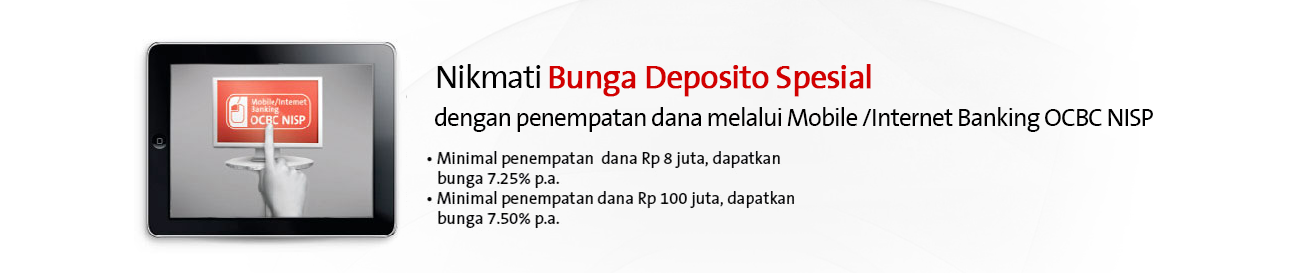 Mobile/Internet
Banking
OCBC NISP
Nikmati Bunga Deposito Spesial
dengan penempatan dana melalui Mobile /Internet Banking OCBC NISP
• Minimal penempatan dana Rp 8 juta, dapatkan
bunga 7.25% p.a.
• Minimal penempatan dana Rp 100 juta, dapatkan
bunga 7.50% p.a.